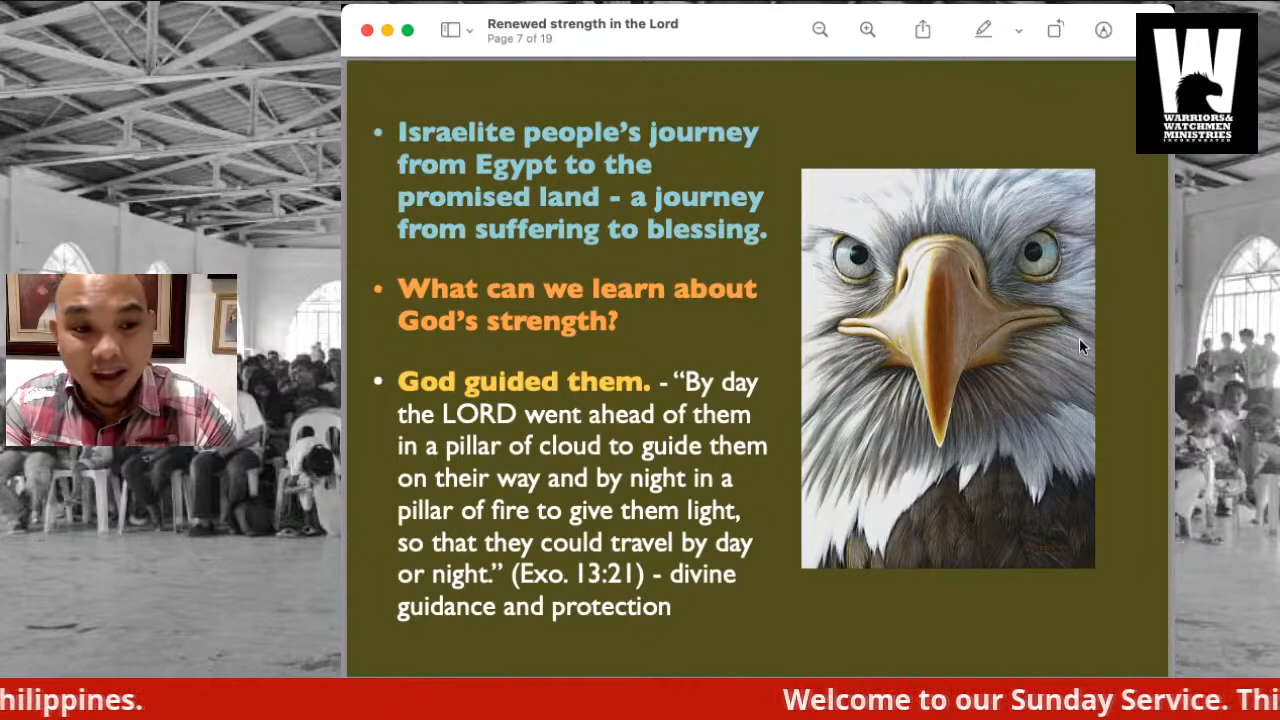 Renewed strength in the Lord
Page 7 of 19
W
WARRIORS&
WATCHMEN
MINISTRIES
INCORPORATED
• Israelite people’s journey
from Egypt to the
promised land - a journey
from suffering to blessing.
• What can we learn about
God’s strength?
• God guided them. - “By day
the LORD went ahead of them
in a pillar of cloud to guide them
on their way and by night in a
pillar of fire to give them light,
so that they could travel by day
or night.” (Exo. 13:21) - divine
guidance and protection
hilippines. Welcome to our Sunday Service. Thi